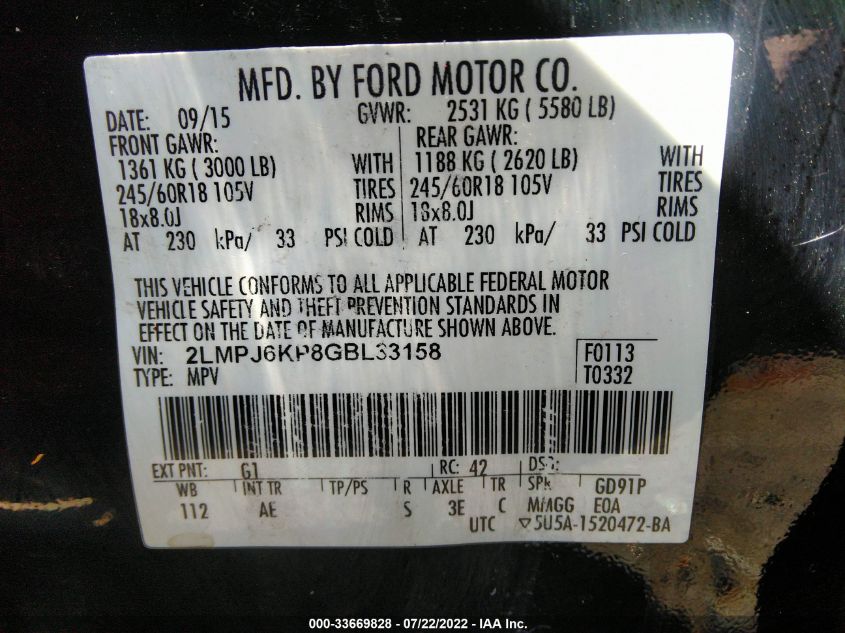 MFD. BY FORD MOTOR CO.
DATE: 09/15 GVWR: 2531 KG ( 5580 LB)
FRONT GAWR: REAR GAWR:
1361 KG ( 3000 LB) WITH 1188 KG ( 2620 LB) WITH
245/60R18 105V TIRES 245/60R18 105V TIRES
18x8.0J RIMS 18x8.0J RIMS
AT 230 kPa/ 33 PSI COLD AT 230 kPa/ 33 PSI COLD
THIS VEHICLE CONFORMS TO ALL APPLICABLE FEDERAL MOTOR
VEHICLE SAFETY AND THEFT PREVENTION STANDARDS IN
EFFECT ON THE DATE OF MANUFACTURE SHOWN ABOVE.
VIN: 2LMPJ6KP8GBL33158 F0113
TYPE: MPV T0332
EXT PNT: G1 RC: 42 DSO:
WB INT TR TP/PS R AXLE TR SPR GD91P
112 AE S 3E C MMGG E0A
UTC ▽5U5A-1520472-BA
000-33669828 - 07/22/2022 - IAA Inc.